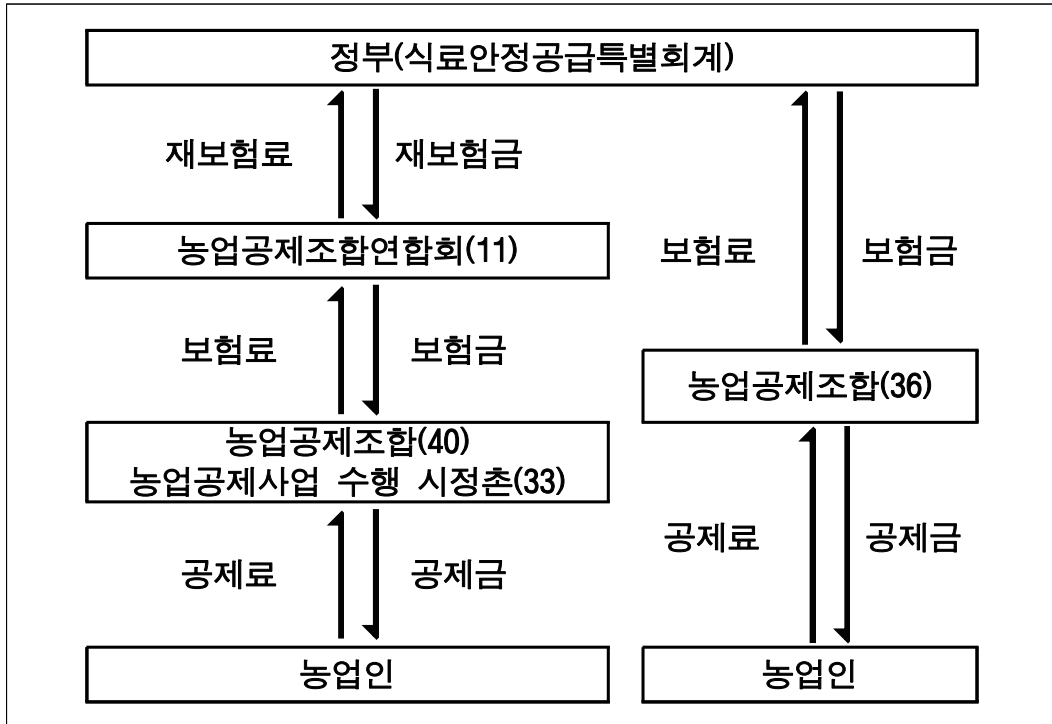 정부(식료안정공급특별회계)
재보험료
재보험금
농업공제조합연합회(11)
보험료
보험금
보험료
보험금
농업공제조합(36)
농업공제조합(40)
농업공제사업 수행 시정촌(33)
공제료
공제금
공제료
공제금
농업인
농업인